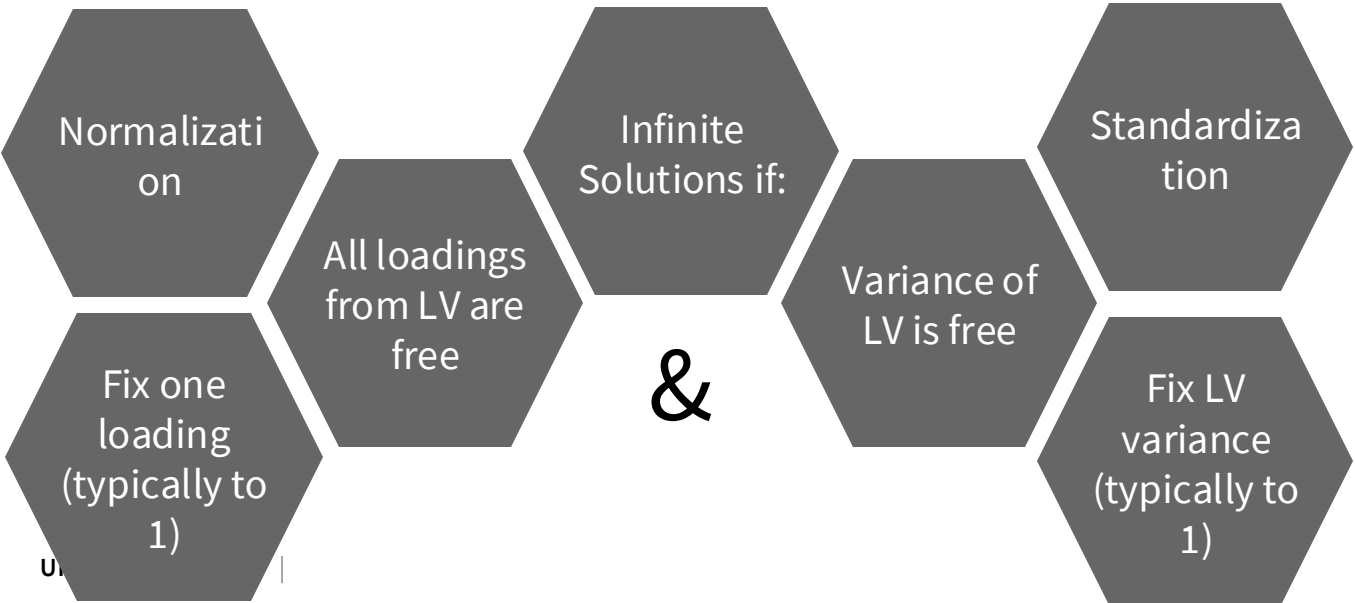 Normalizati
on
All loadings
from LV are
free
Fix one
loading
(typically to
1)
Infinite
Solutions if:
&
Variance of
LV is free
Standardiza
tion
Fix LV
variance
(typically to
1)